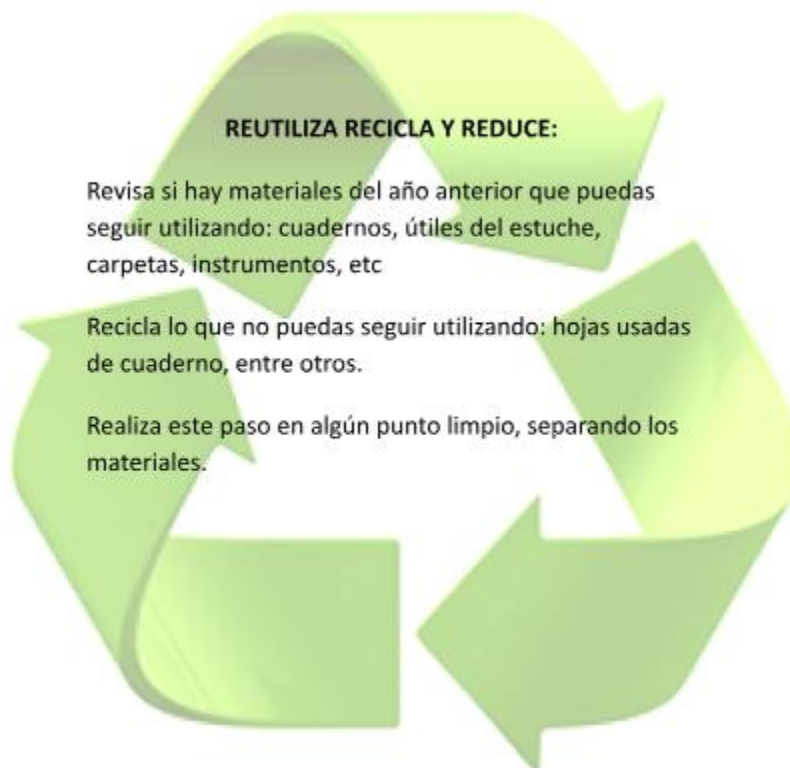 REUTILIZA RECICLA Y REDUCE:
Revisa si hay materiales del año anterior que puedas
seguir utilizando: cuadernos, útiles del estuche,
carpetas, instrumentos, etc
Recicla lo que no puedas seguir utilizando: hojas usadas
de cuaderno, entre otros.
Realiza este paso en algún punto limpio, separando los
materiales.